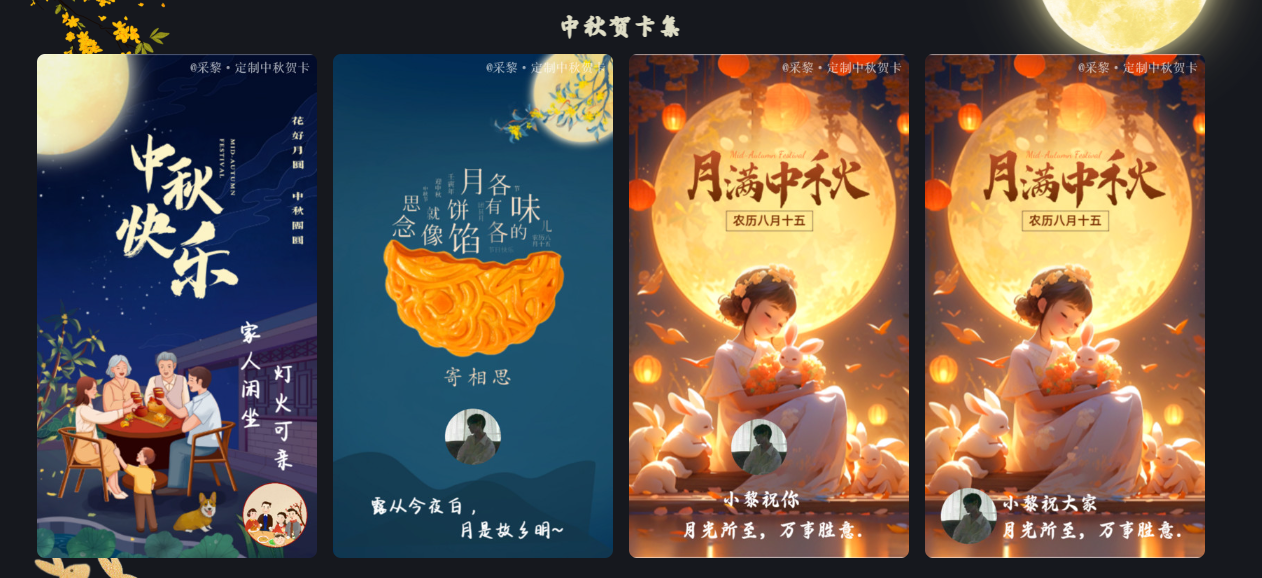 中秋贺卡集
@采黎·定制中秋贺卡
花好月圆 中秋團圓
中秋快乐
MID-AUTUMN FESTIVAL
家人闲坐
灯火可亲
@采黎·定制中秋贺卡
思念
就像
月饼馅
各有各的
味儿
寄相思
露从今夜白，
月是故乡明~
@采黎·定制中秋贺卡
Mid-Autumn Festival
月满中秋
农历八月十五
小黎祝你
月光所至，万事胜意.
@采黎·定制中秋贺卡
Mid-Autumn Festival
月满中秋
农历八月十五
小黎祝大家
月光所至，万事胜意.